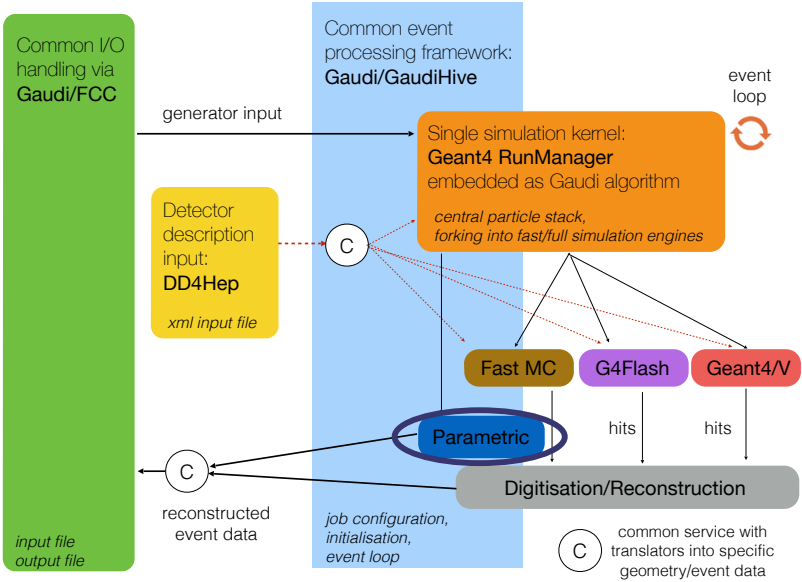 Common I/O
handling via
Gaudi/FCC
Common event
processing framework:
Gaudi/GaudiHive
event
loop
generator input
Single simulation kernel:
Geant4 RunManager
embedded as Gaudi algorithm
central particle stack,
forking into fast/full simulation engines
Detector
description
input:
DD4Hep
xml input file
C
Fast MC
G4Flash
Geant4/V
Parametric
hits
hits
C
Digitisation/Reconstruction
reconstructed
event data
job configuration,
initialisation,
event loop
C
common service with
translators into specific
geometry/event data
input file
output file